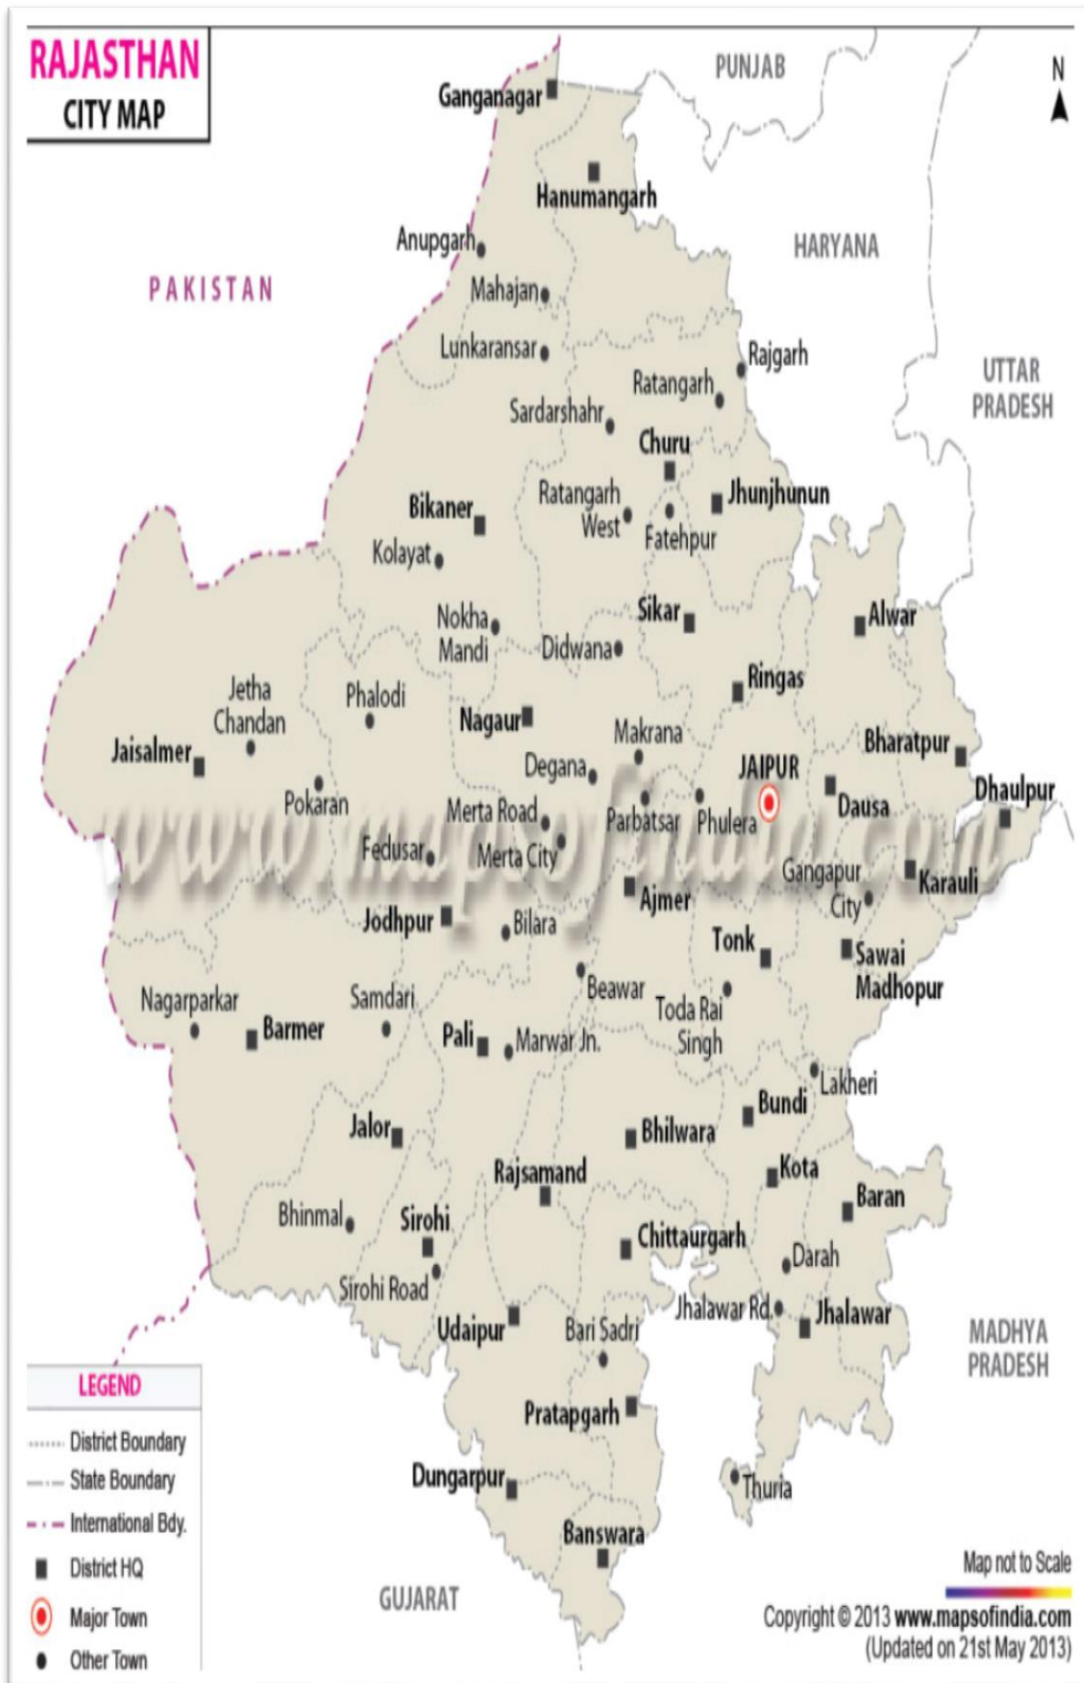 RAJASTHAN
CITY MAP
PUNJAB
N
Ganganagar
Hanumangarh
Anupgarh
HARYANA
PAKISTAN
Mahajan
Lunkaransar
Rajgarh
Ratangarh
UTTAR
PRADESH
Sardarshahr
Churu
Ratangarh
West
Jhunjhunun
Bikaner
Fatehpur
Kolayat
Sikar
Alwar
Nokha
Mandi
Didwana
Ringas
Jetha
Chandan
Phalodi
Nagaur
Makrana
Bharatpur
Jaisalmer
Degana
JAIPUR
Dhaulpur
Pokaran
Dausa
Merta Road
Parbatsar
Phulera
www.mapsofindia.com
Fedusar
Merta City
Gangapur
City
Karauli
Ajmer
Jodhpur
Bilara
Tonk
Sawai
Madhopur
Beawar
Nagarparkar
Samdari
Toda Rai
Singh
Barmer
Pali
Marwar Jn.
Lakheri
Bundi
Jalor
Bhilwara
Rajsamand
Kota
Baran
Bhinmal
Sirohi
Chittaurgarh
Darah
Sirohi Road
Jhalawar Rd.
Jhalawar
Udaipur
Bari Sadri
MADHYA
PRADESH
Pratapgarh
Dungarpur
Thuria
Banswara
GUJARAT
LEGEND
District Boundary
State Boundary
International Bdy.
District HQ
Major Town
Other Town
Map not to Scale
Copyright © 2013 www.mapsofindia.com
(Updated on 21st May 2013)